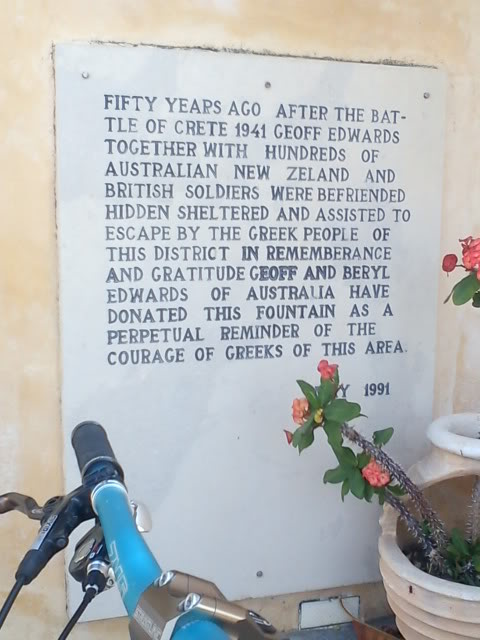 FIFTY YEARS AGO AFTER THE BAT-
TLE OF CRETE 1941 GEOFF EDWARDS
TOGETHER WITH HUNDREDS OF
AUSTRALIAN NEW ZELAND AND
BRITISH SOLDIERS WERE BEFRIENDED
HIDDEN SHELTERED AND ASSISTED TO
ESCAPE BY THE GREEK PEOPLE OF
THIS DISTRICT IN REMEMBERANCE
AND GRATITUDE GEOFF AND BERYL
EDWARDS OF AUSTRALIA HAVE
DONATED THIS FOUNTAIN AS A
PERPETUAL REMINDER OF THE
COURAGE OF GREEKS OF THIS AREA.
1991